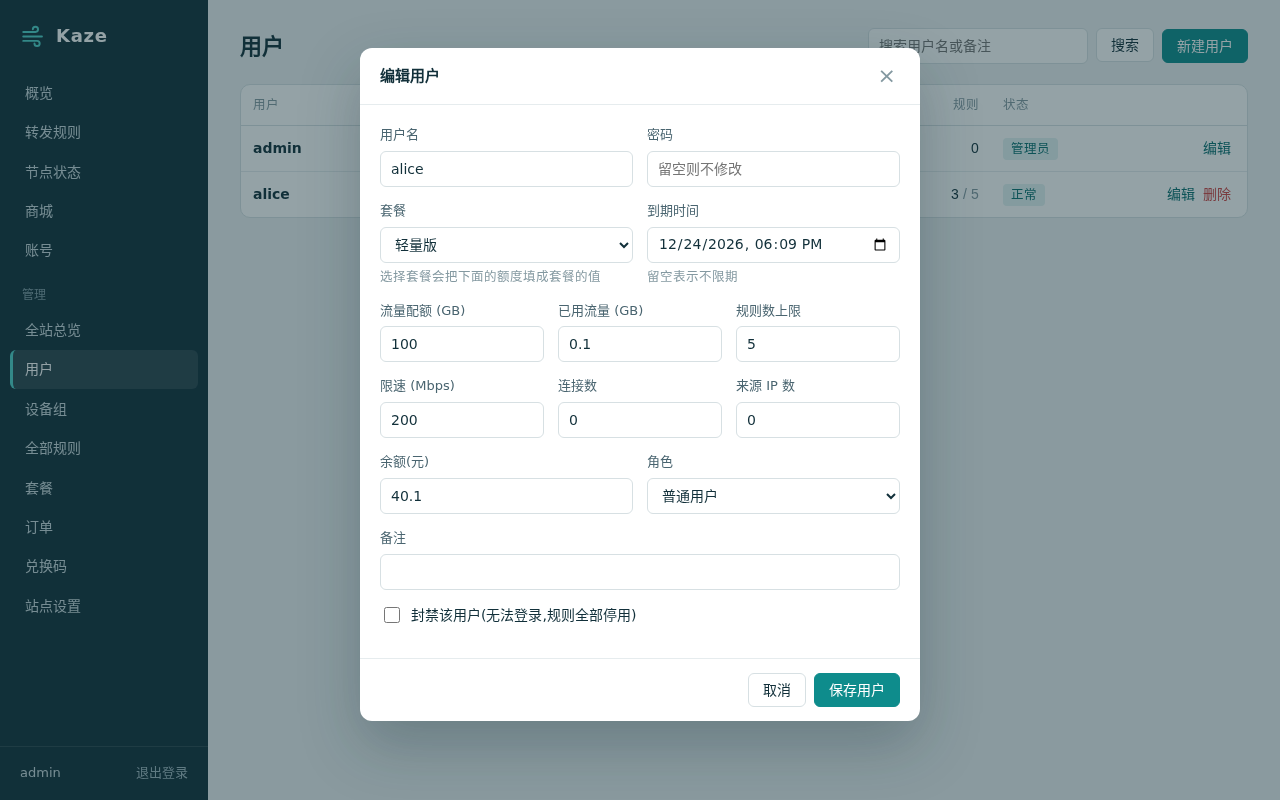 Kaze
概览
转发规则
节点状态
商城
账号
管理
全站总览
用户
设备组
全部规则
套餐
订单
兑换码
站点设置
admin
退出登录
用户
搜索用户名或备注
搜索
新建用户
用户
规则
状态
admin
0
管理员
编辑
alice
3 / 5
正常
编辑 删除
编辑用户
用户名
密码
alice
留空则不修改
套餐
到期时间
轻量版
12/24/2026, 06:09 PM
选择套餐会把下面的额度填成套餐的值
留空表示不限期
流量配额 (GB)
已用流量 (GB)
规则数上限
100
0.1
5
限速 (Mbps)
连接数
来源 IP 数
200
0
0
余额(元)
角色
40.1
普通用户
备注
封禁该用户(无法登录,规则全部停用)
取消
保存用户